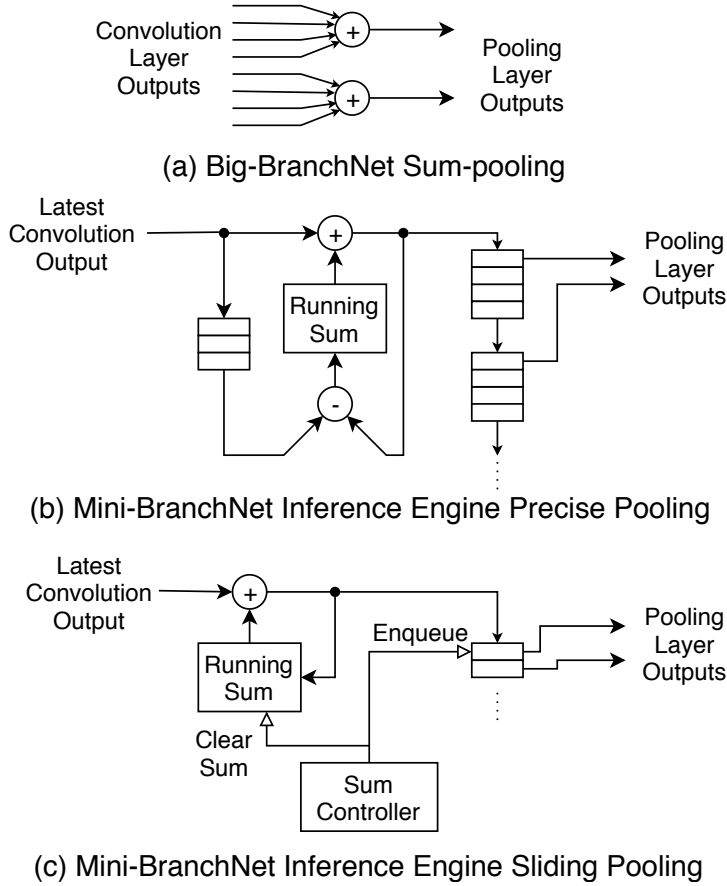 Convolution
Layer
Outputs
+
+
Pooling
Layer
Outputs
(a) Big-BranchNet Sum-pooling
Latest
Convolution
Output
+
Running
Sum
-
Pooling
Layer
Outputs
(b) Mini-BranchNet Inference Engine Precise Pooling
Latest
Convolution
Output
+
Running
Sum
Clear
Sum
Enqueue
Sum
Controller
Pooling
Layer
Outputs
(c) Mini-BranchNet Inference Engine Sliding Pooling